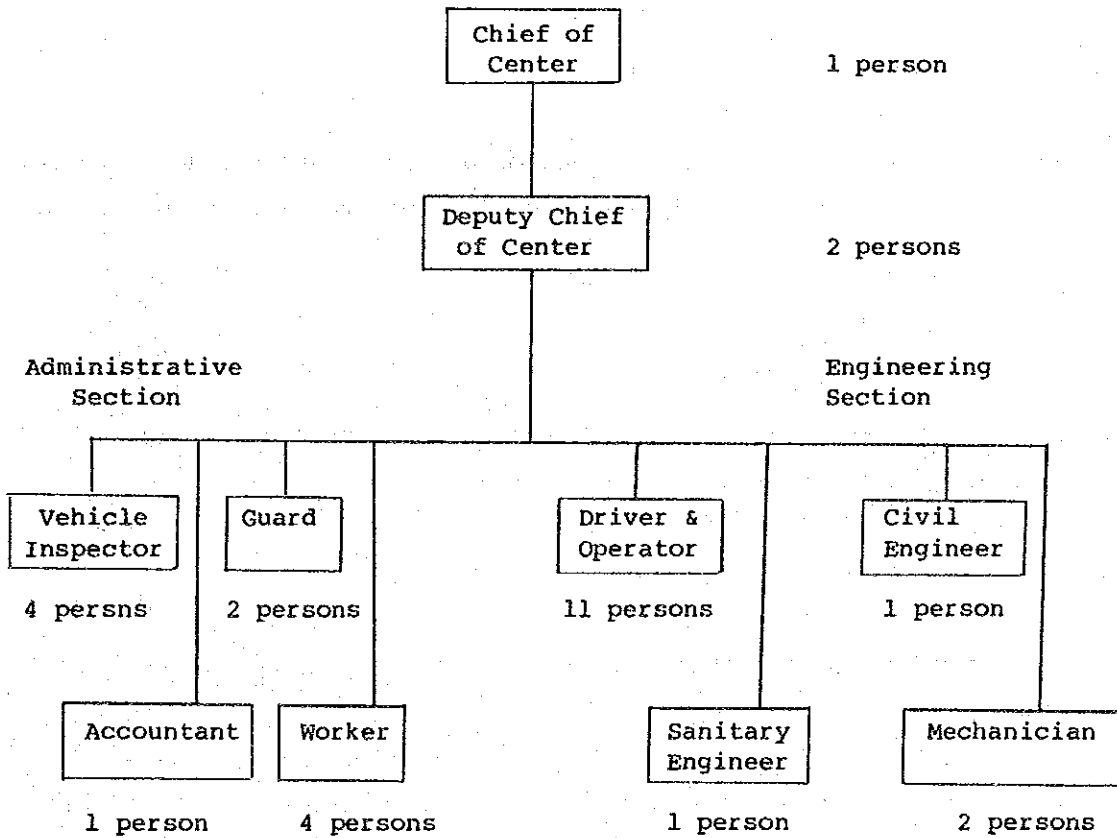 Chief of
Center
1 person
Deputy Chief
of Center
2 persons
Administrative
Section
Engineering
Section
Vehicle
Inspector
Guard
Driver &
Operator
Civil
Engineer
4 persns
2 persons
11 persons
1 person
Accountant
Worker
Sanitary
Engineer
Mechanician
1 person
4 persons
1 person
2 persons